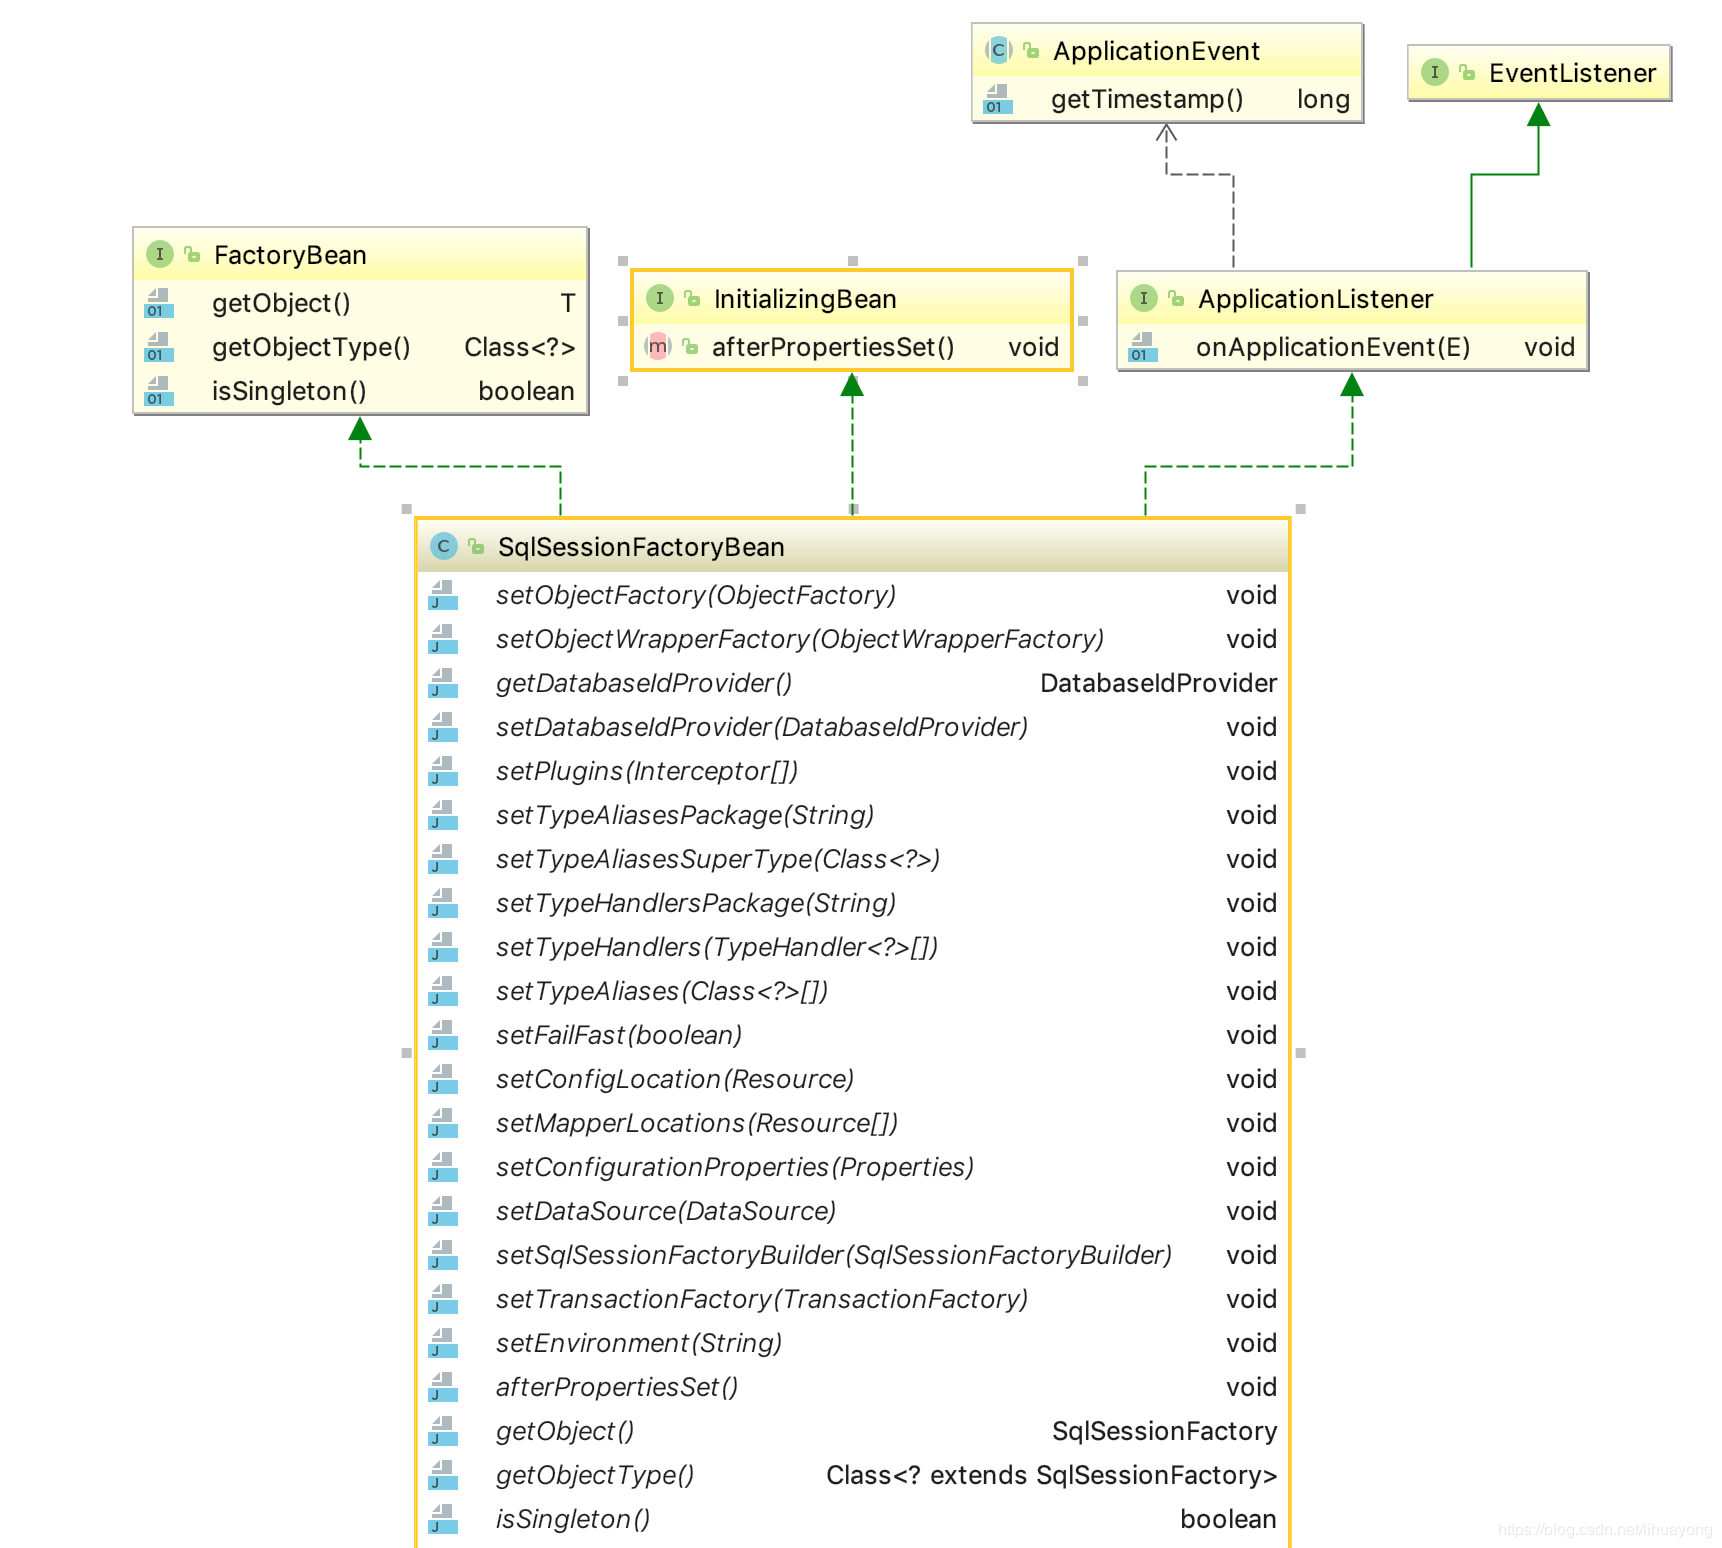 ApplicationEvent
getTimestamp() long
EventListener
FactoryBean
getObject() T
getObjectType() Class<?>
isSingleton() boolean
InitializingBean
afterPropertiesSet() void
ApplicationListener
onApplicationEvent(E) void
SqlSessionFactoryBean
setObjectFactory(ObjectFactory) void
setObjectWrapperFactory(ObjectWrapperFactory) void
getDatabaseIdProvider() DatabaseIdProvider
setDatabaseIdProvider(DatabaseIdProvider) void
setPlugins(Interceptor[]) void
setTypeAliasesPackage(String) void
setTypeAliasesSuperType(Class<?>) void
setTypeHandlersPackage(String) void
setTypeHandlers(TypeHandler<?>[]) void
setTypeAliases(Class<?>[]) void
setFailFast(boolean) void
setConfigLocation(Resource) void
setMapperLocations(Resource[]) void
setConfigurationProperties(Properties) void
setDataSource(DataSource) void
setSqlSessionFactoryBuilder(SqlSessionFactoryBuilder) void
setTransactionFactory(TransactionFactory) void
setEnvironment(String) void
afterPropertiesSet() void
getObject() SqlSessionFactory
getObjectType() Class<? extends SqlSessionFactory>
isSingleton() boolean
https://blog.csdn.net/lihuayong